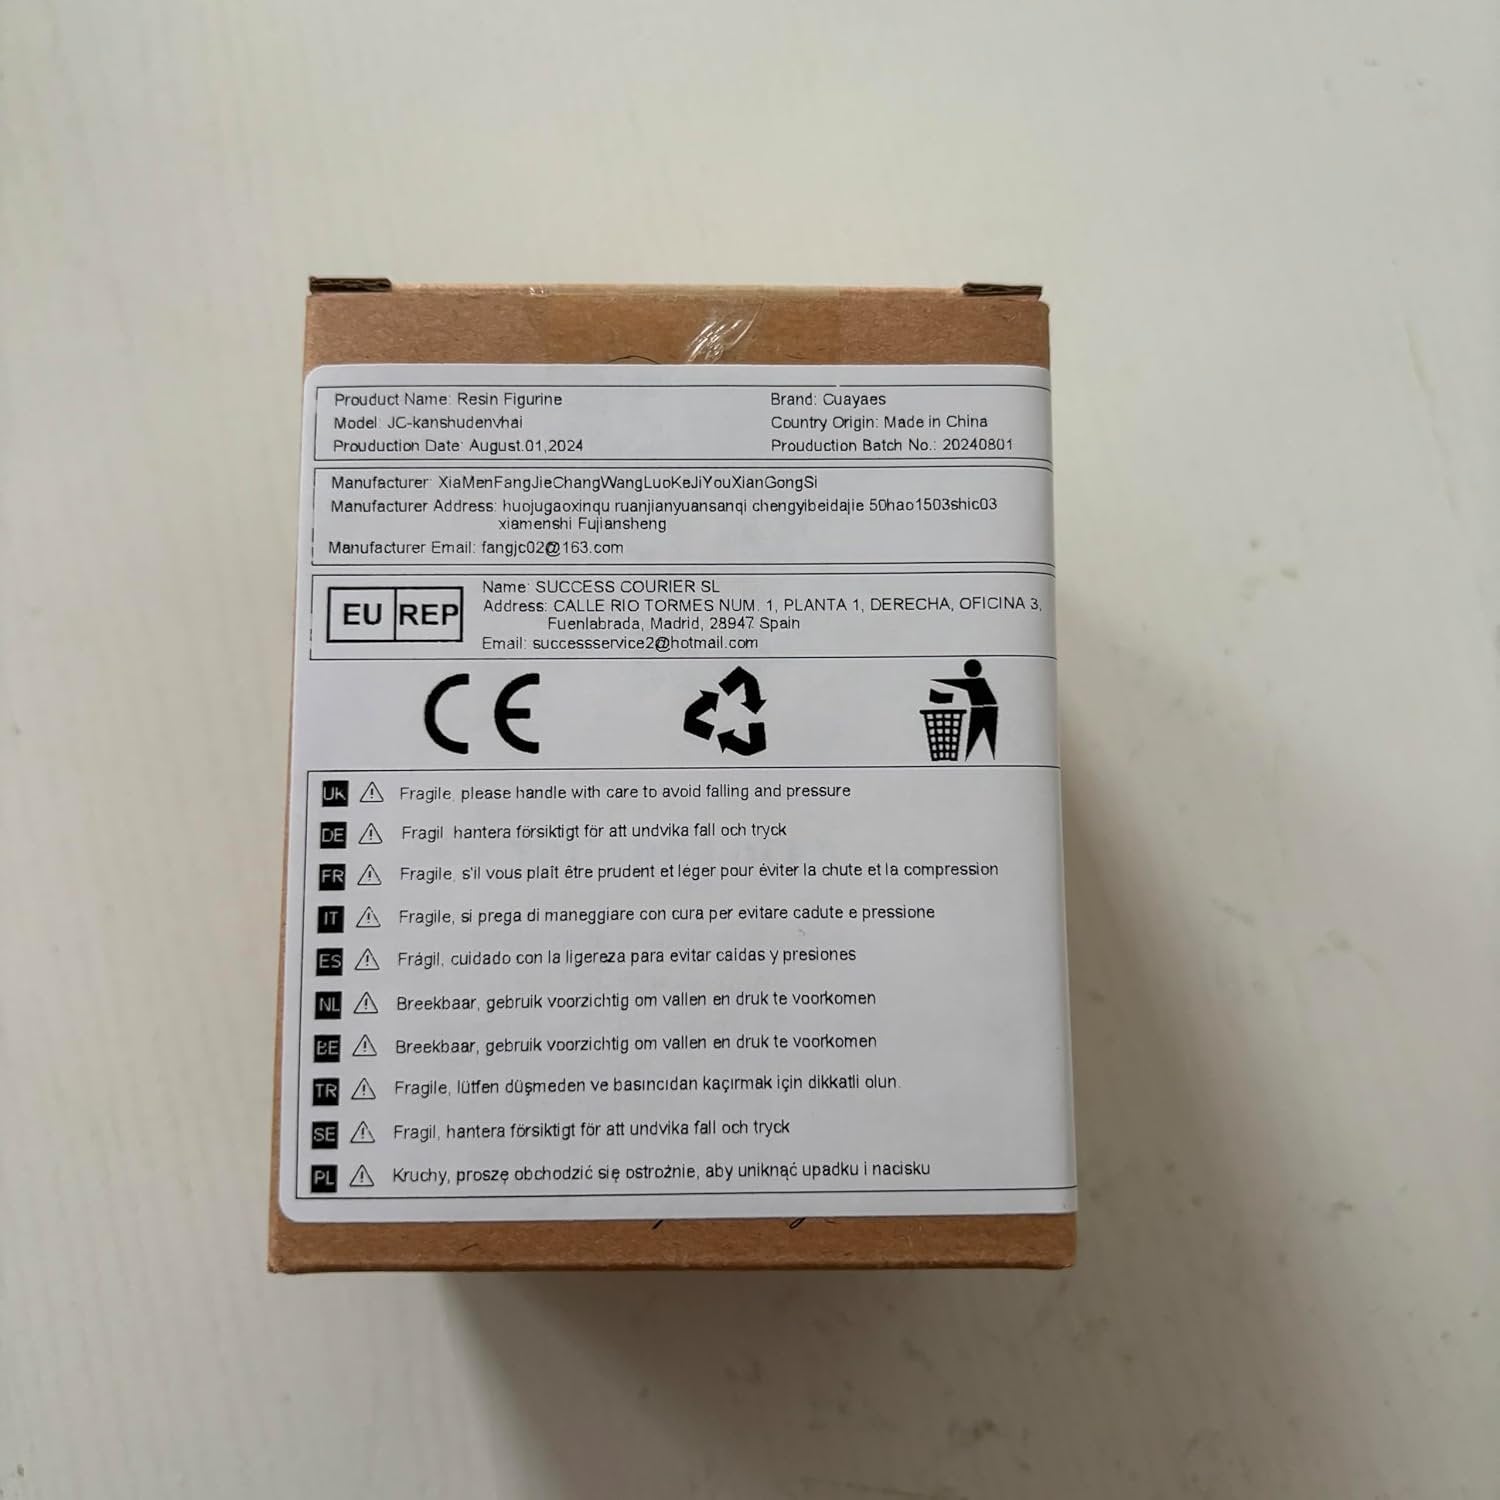 Prouduct Name: Resin Figurine
Brand: Cuayaes
Model: JC-kanshudenvhai
Country Origin: Made in China
Prouduction Date: August.01,2024
Prouduction Batch No.: 20240801
Manufacturer: XiaMenFangJieChangWangLuoKeJiYouXianGongSi
Manufacturer Address: huojugaoxinqu ruanjianyuansanqi chengyibeidajie 50hao1503shic03
xiamenshi Fujiansheng
Manufacturer Email: fangjc02@163.com
EU REP
Name: SUCCESS COURIER SL
Address: CALLE RIO TORMES NUM. 1, PLANTA 1, DERECHA, OFICINA 3,
Fuenlabrada, Madrid, 28947 Spain
Email: successservice2@hotmail.com
CE
UK Fragile, please handle with care to avoid falling and pressure
DE Fragil hantera försiktigt för att undvika fall och tryck
FR Fragile, s'il vous plaît être prudent et léger pour éviter la chute et la compression
IT Fragile, si prega di maneggiare con cura per evitare cadute e pressione
ES Frágil, cuidado con la ligereza para evitar caidas y presiones
NL Breekbaar, gebruik voorzichtig om vallen en druk te voorkomen
BE Breekbaar, gebruik voorzichtig om vallen en druk te voorkomen
TR Fragile, lütfen düşmeden ve basıncıdan kaçırmak için dikkatli olun.
SE Fragil, hantera försiktigt för att undvika fall och tryck
PL Kruchy, proszę obchodzić się ostrożnie, aby uniknąć upadku i nacisku